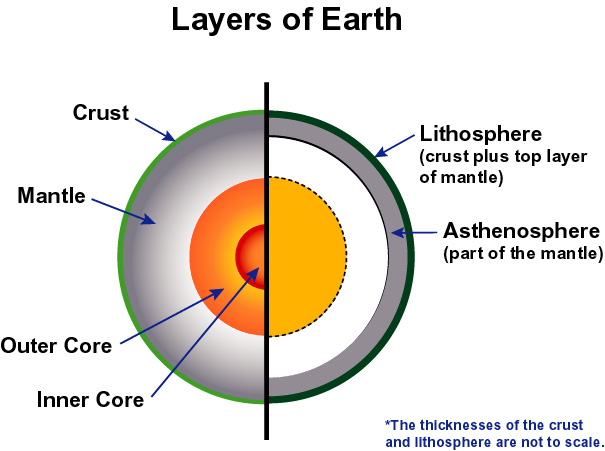 Layers of Earth
Crust
Mantle
Outer Core
Inner Core
Lithosphere
(crust plus top layer
of mantle)
Asthenosphere
(part of the mantle)
*The thicknesses of the crust
and lithosphere are not to scale.